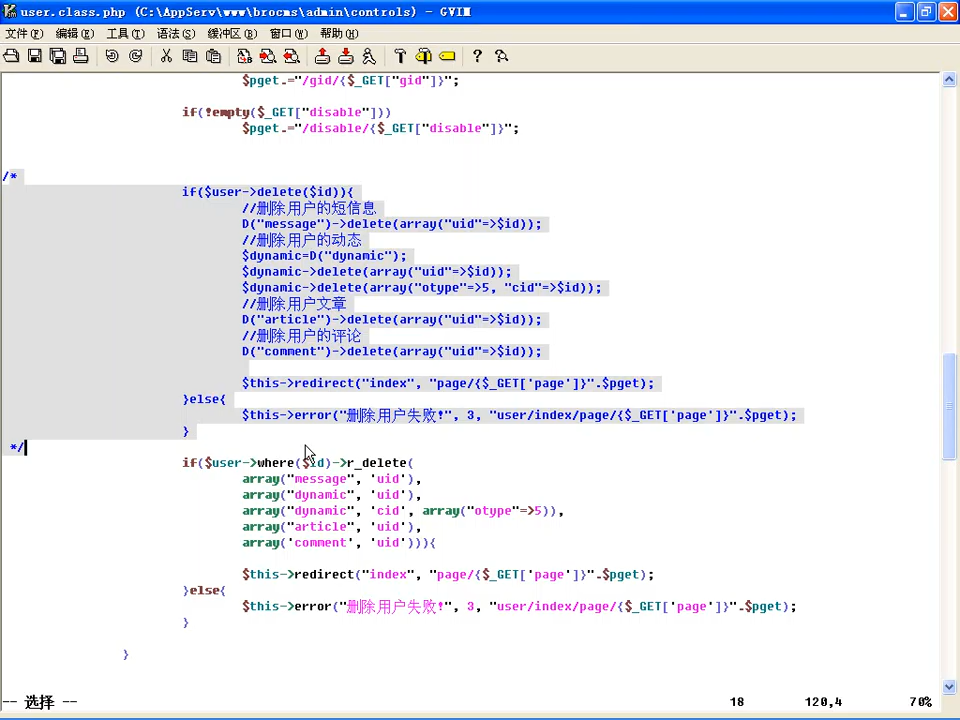 user.class.php (C:\AppServ\www\brocms\admin\controls) - GVIM
文件(F) 编辑(E) 工具(T) 语法(S) 缓冲区(B) 窗口(W) 帮助(H)
$pget.="/gid/{$_GET["gid"]}";
if(!empty($_GET["disable"]))
$pget.="/disable/{$_GET["disable"]}";
/*
if($user->delete($id)){
//删除用户的短信息
D("message")->delete(array("uid"=>$id));
//删除用户的动态
$dynamic=D("dynamic");
$dynamic->delete(array("uid"=>$id));
$dynamic->delete(array("otype"=>5, "cid"=>$id));
//删除用户文章
D("article")->delete(array("uid"=>$id));
//删除用户的评论
D("comment")->delete(array("uid"=>$id));
$this->redirect("index", "page/{$_GET['page']}".$pget);
}else{
$this->error("删除用户失败!", 3, "user/index/page/{$_GET['page']}".$pget);
}
*/
if($user->where($id)->r_delete(
array("message", 'uid'),
array("dynamic", 'uid'),
array("dynamic", 'cid', array("otype"=>5)),
array("article", 'uid'),
array('comment', 'uid'))){
$this->redirect("index", "page/{$_GET['page']}".$pget);
}else{
$this->error("删除用户失败!", 3, "user/index/page/{$_GET['page']}".$pget);
}
}
-- 选择 -- 18 120,4 70%